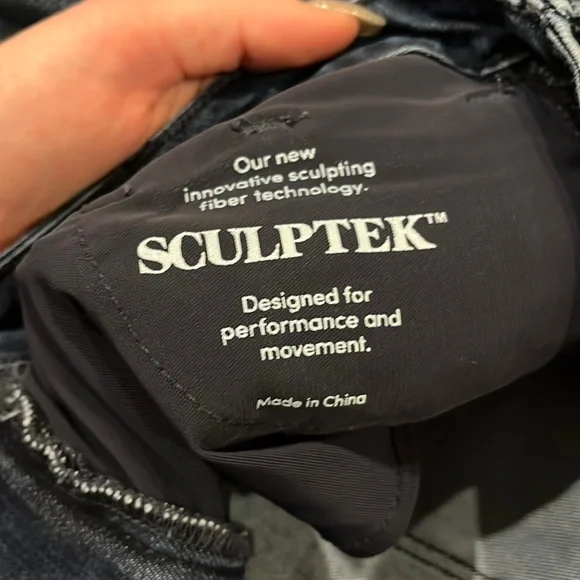 Our new
innovative sculpting
fiber technology.
SCULPTEK™
Designed for
performance and
movement.
Made in China